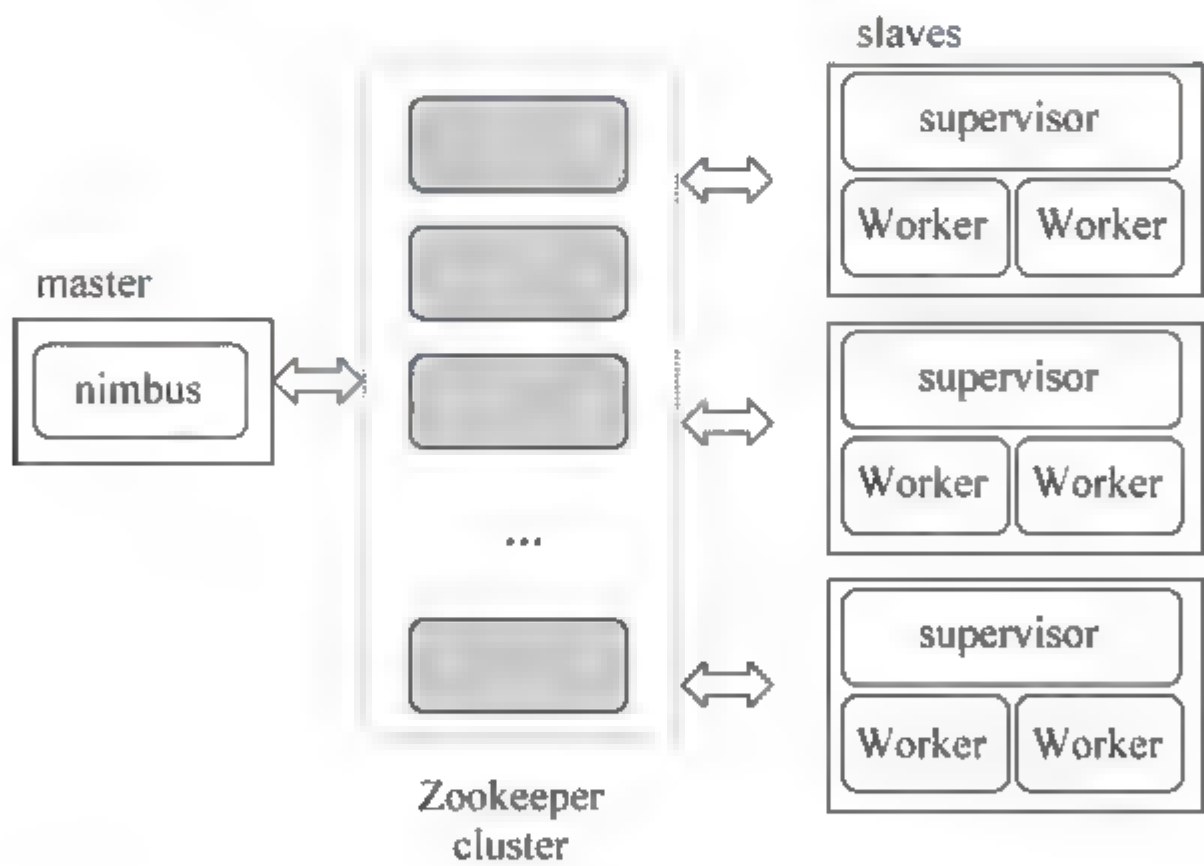 master
nimbus
...
Zookeeper
cluster
slaves
supervisor
Worker Worker
supervisor
Worker Worker
supervisor
Worker Worker